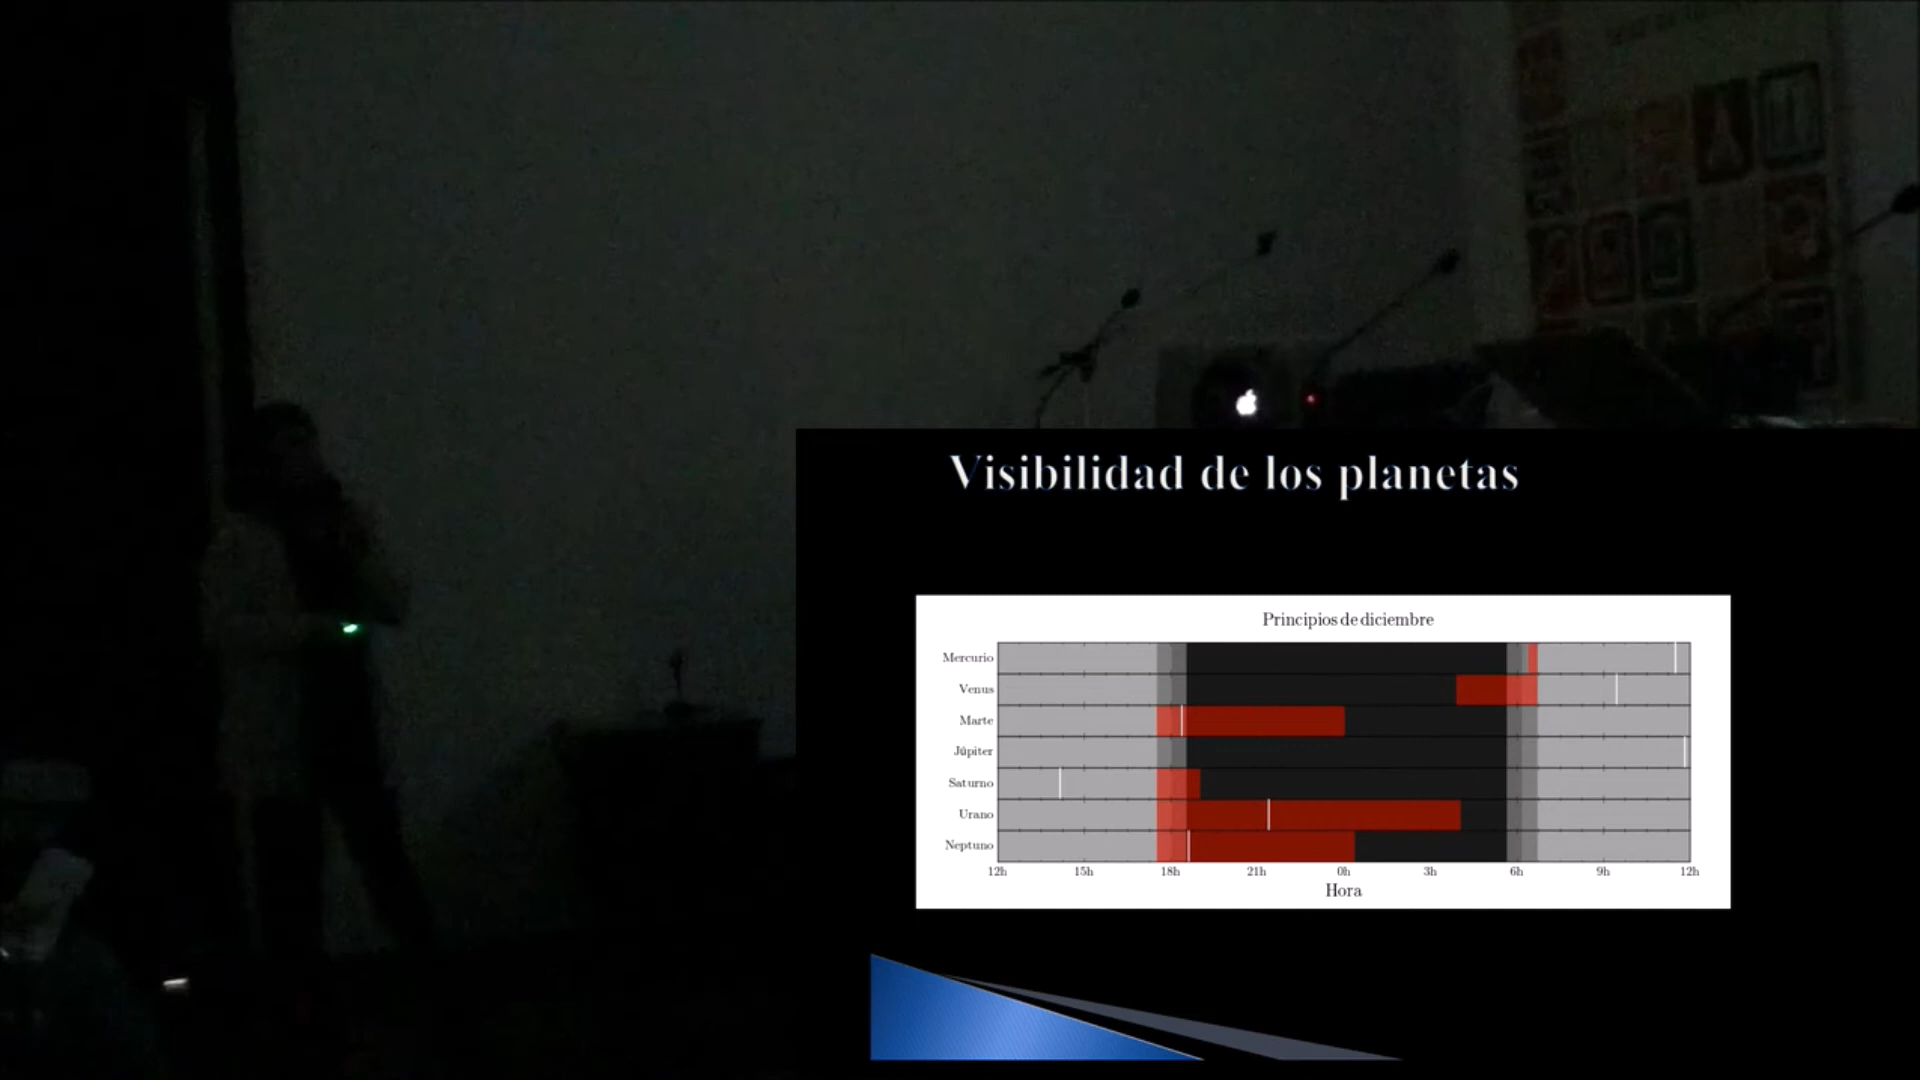 Visibilidad de los planetas
Principios de diciembre
Mercurio
Venus
Marte
Júpiter
Saturno
Urano
Neptuno
12h 15h 18h 21h 0h 3h 6h 9h 12h
Hora